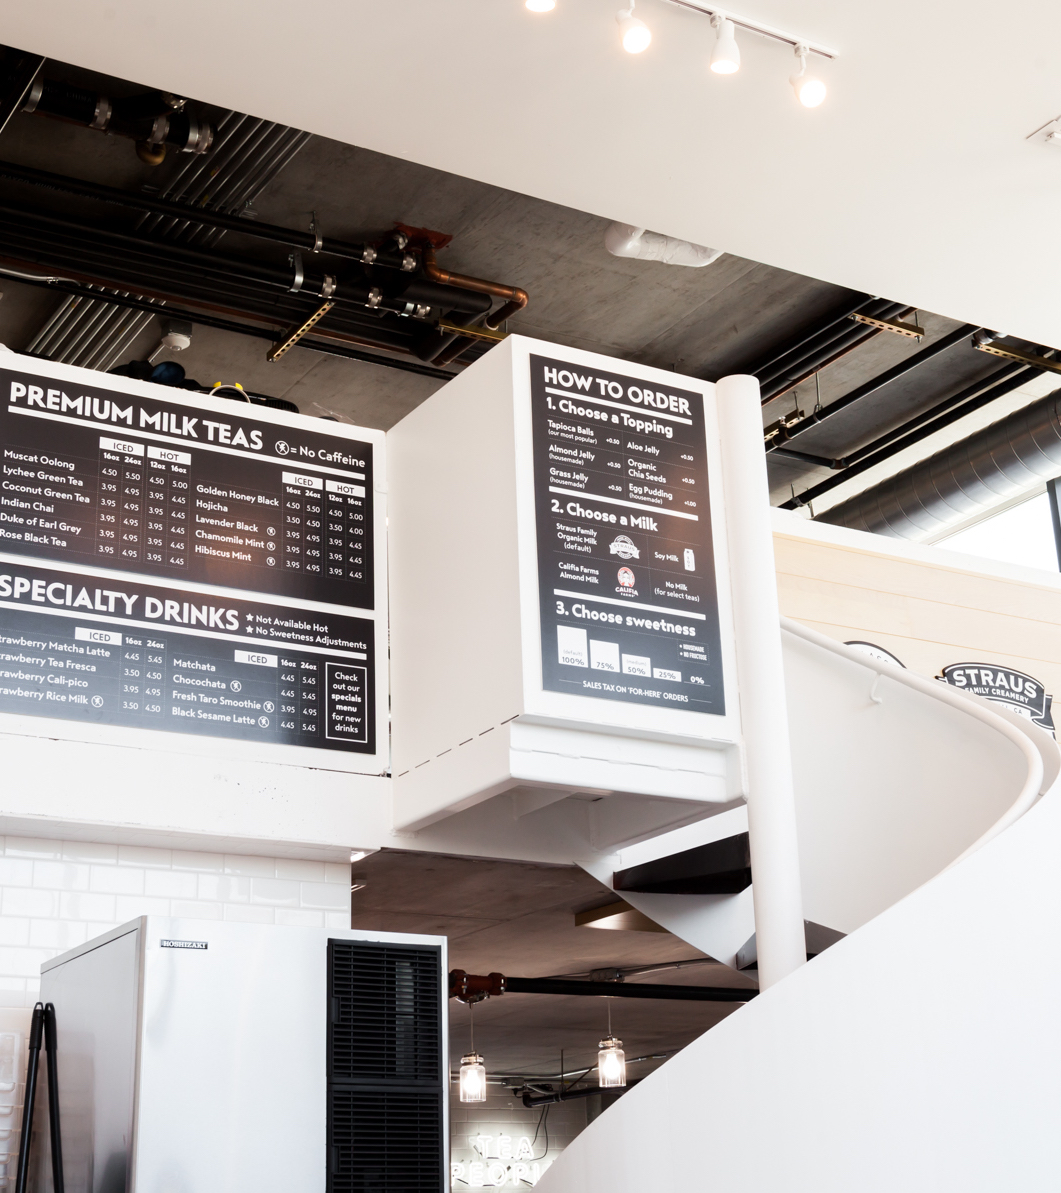 PREMIUM MILK TEAS
= No Caffeine
ICED HOT
16oz 24oz 12oz 16oz
Muscat Oolong 4.50 5.50 4.50 5.00
Lychee Green Tea 3.95 4.95 3.95 4.45
Coconut Green Tea 3.95 4.95 3.95 4.45
Indian Chai 3.95 4.95 3.95 4.45
Duke of Earl Grey 3.95 4.95 3.95 4.45
Rose Black Tea 3.95 4.95 3.95 4.45
ICED HOT
16oz 24oz 12oz 16oz
Golden Honey Black 4.50 5.50 4.50 5.00
Hojicha 3.50 4.50 3.50 4.00
Lavender Black 3.95 4.95 3.95 4.45
Chamomile Mint 3.95 4.95 3.95 4.45
Hibiscus Mint 3.95 4.95 3.95 4.45
SPECIALTY DRINKS
★ Not Available Hot
★ No Sweetness Adjustments
ICED 16oz 24oz
trawberry Matcha Latte 4.45 5.45
rawberry Tea Fresca 3.50 4.50
rawberry Cali-pico 3.95 4.95
rawberry Rice Milk 3.50 4.50
ICED 16oz 24oz
Matchata 4.45 5.45
Chocochata 4.45 5.45
Fresh Taro Smoothie 3.95 4.95
Black Sesame Latte 4.45 5.45
Check
out our
specials
menu
for new
drinks
HOW TO ORDER
1. Choose a Topping
Tapioca Balls +0.50
(our most popular)
Almond Jelly +0.50
(housemade)
Grass Jelly +0.50
(housemade)
Aloe Jelly +0.50
Organic
Chia Seeds +0.50
Egg Pudding +1.00
(housemade)
2. Choose a Milk
Straus Family
Organic Milk
(default)
Soy Milk
Califia Farms
Almond Milk
CALIFIA
FARMS
No Milk
(for select teas)
3. Choose sweetness
HOUSEMADE
NO FRUCTOSE
(default)
100%
75%
50%
25%
0%
SALES TAX ON 'FOR-HERE' ORDERS
STRAUS
FAMILY CREAMERY
HOSHIZAKI
TEA
PEOPL